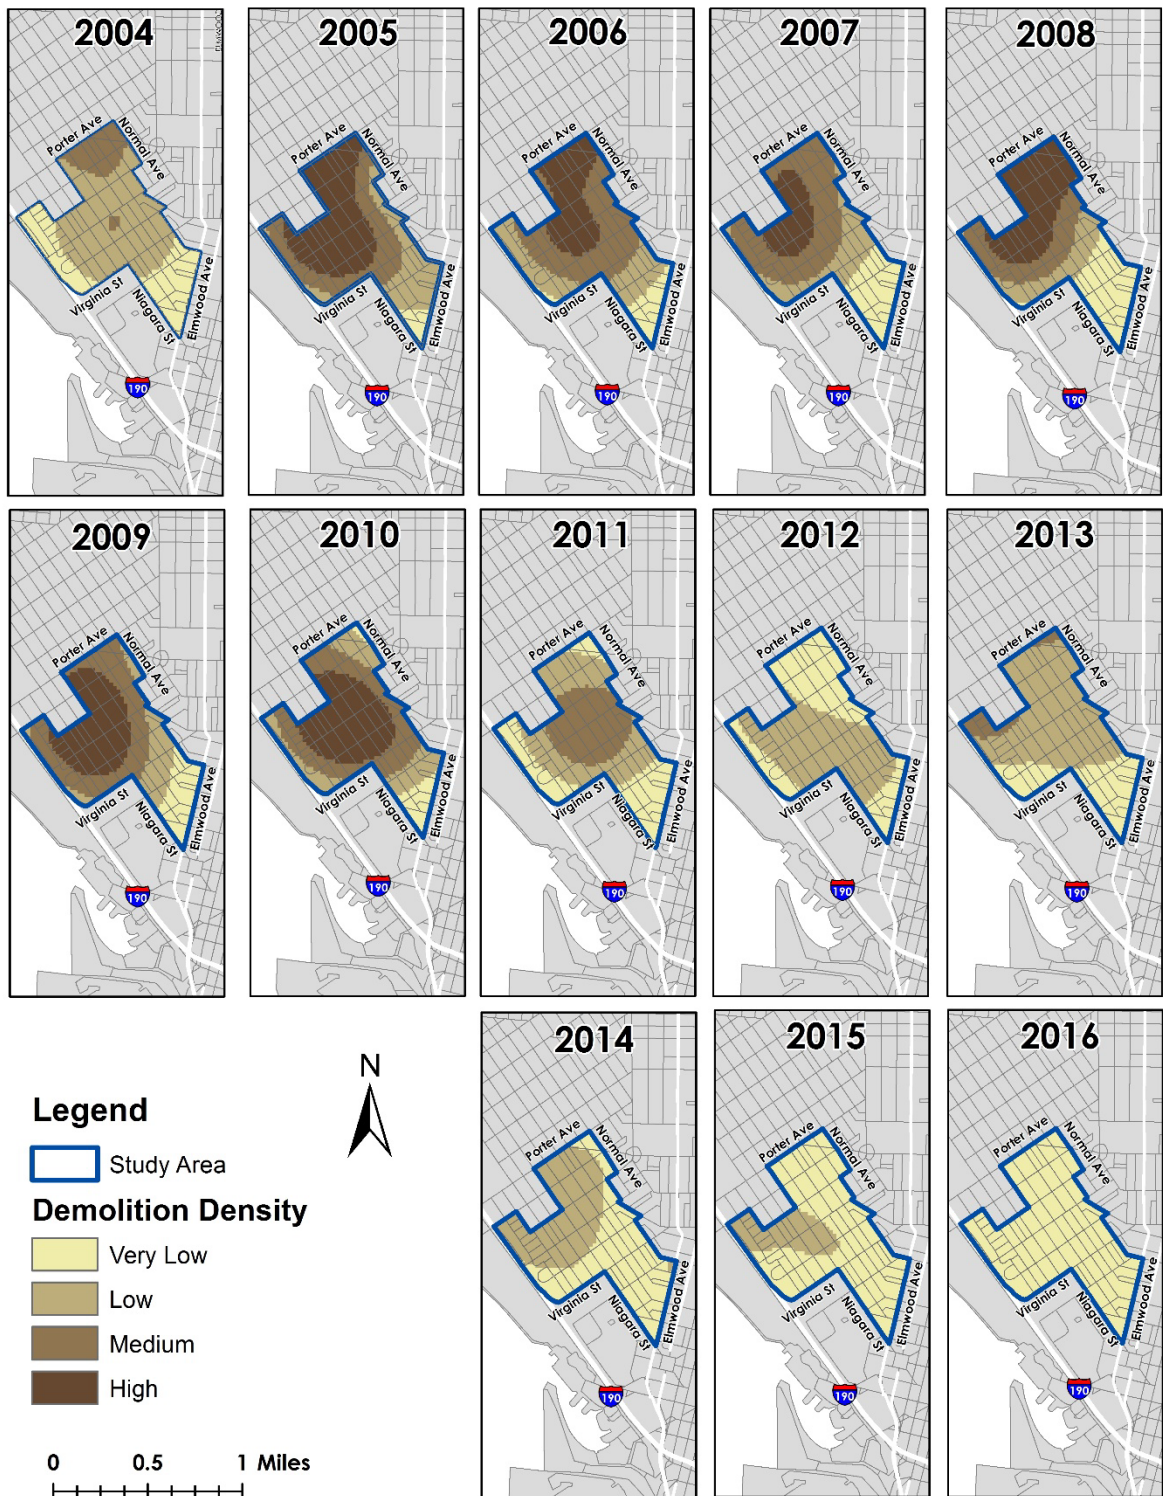 2004
ELMWOOD
Porter Ave
Normal Ave
Virginia St
Niagara St
Elmwood Ave
190
2005
Porter Ave
Normal Ave
Virginia St
Niagara St
Elmwood Ave
190
2006
Porter Ave
Normal Ave
Virginia St
Niagara St
Elmwood Ave
190
2007
Porter Ave
Normal Ave
Virginia St
Niagara St
Elmwood Ave
190
2008
Porter Ave
Normal Ave
Virginia St
Niagara St
Elmwood Ave
190
2009
Porter Ave
Normal Ave
Virginia St
Niagara St
Elmwood Ave
190
2010
Porter Ave
Normal Ave
Virginia St
Niagara St
Elmwood Ave
190
2011
Porter Ave
Normal Ave
Virginia St
Niagara St
Elmwood Ave
190
2012
Porter Ave
Normal Ave
Virginia St
Niagara St
Elmwood Ave
190
2013
Porter Ave
Normal Ave
Virginia St
Niagara St
Elmwood Ave
190
2014
Porter Ave
Normal Ave
Virginia St
Niagara St
Elmwood Ave
190
2015
Porter Ave
Normal Ave
Virginia St
Niagara St
Elmwood Ave
190
2016
Porter Ave
Normal Ave
Virginia St
Niagara St
Elmwood Ave
190
N
Legend
Study Area
Demolition Density
Very Low
Low
Medium
High
0 0.5 1 Miles